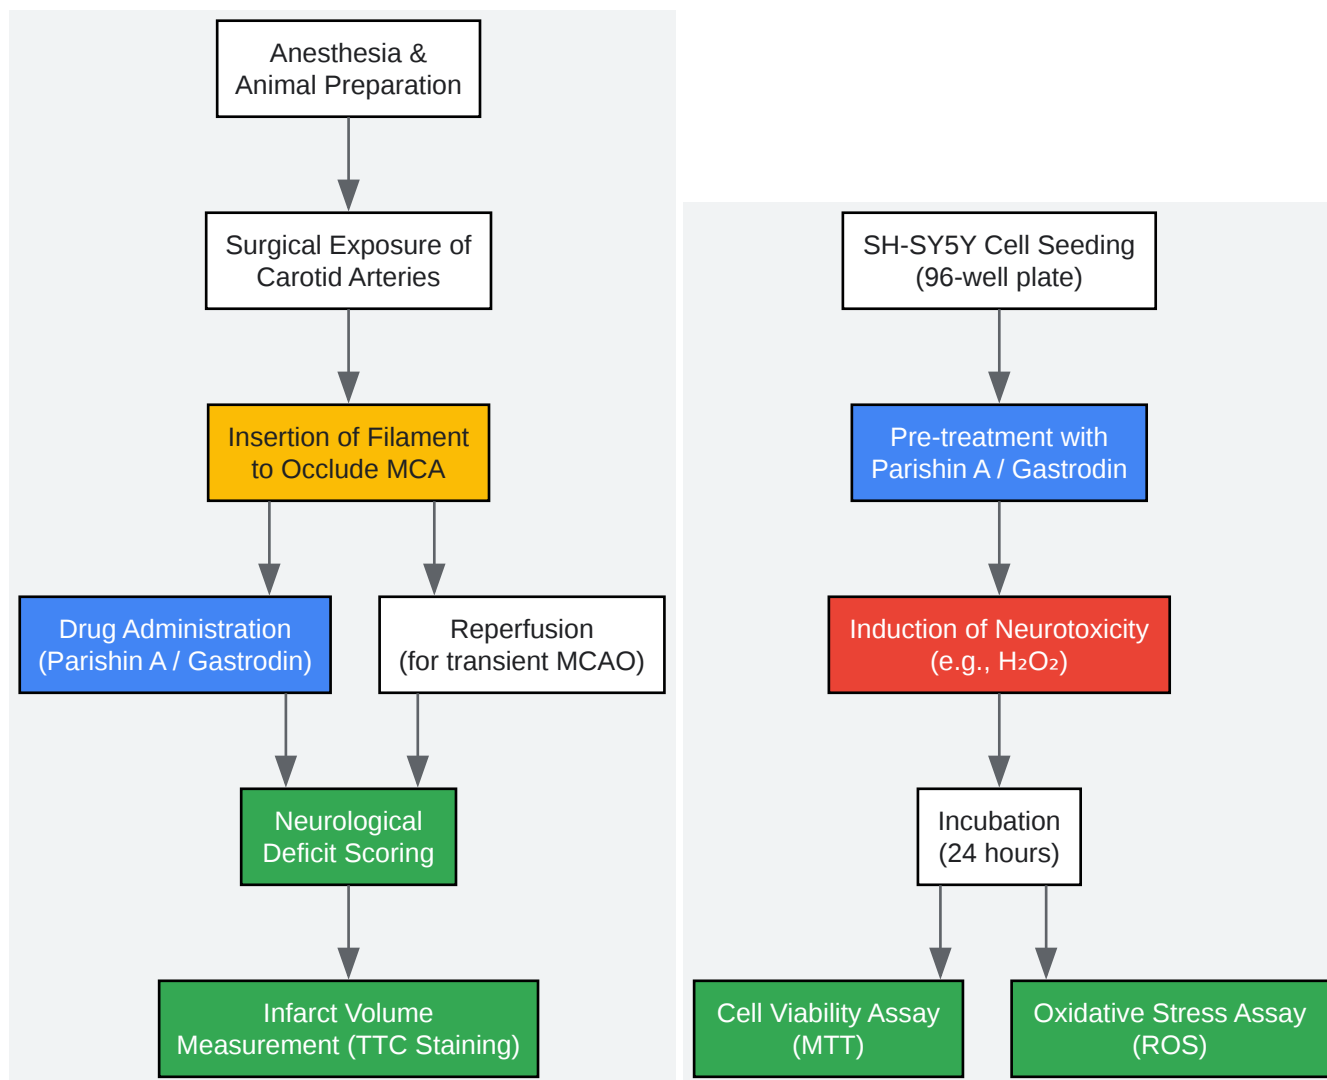 Anesthesia &
Animal Preparation
Surgical Exposure of
Carotid Arteries
Insertion of Filament
to Occlude MCA
Drug Administration
(Parishin A / Gastrodin)
Reperfusion
(for transient MCAO)
Neurological
Deficit Scoring
Infarct Volume
Measurement (TTC Staining)
SH-SY5Y Cell Seeding
(96-well plate)
Pre-treatment with
Parishin A / Gastrodin
Induction of Neurotoxicity
(e.g., H₂O₂)
Incubation
(24 hours)
Cell Viability Assay
(MTT)
Oxidative Stress Assay
(ROS)